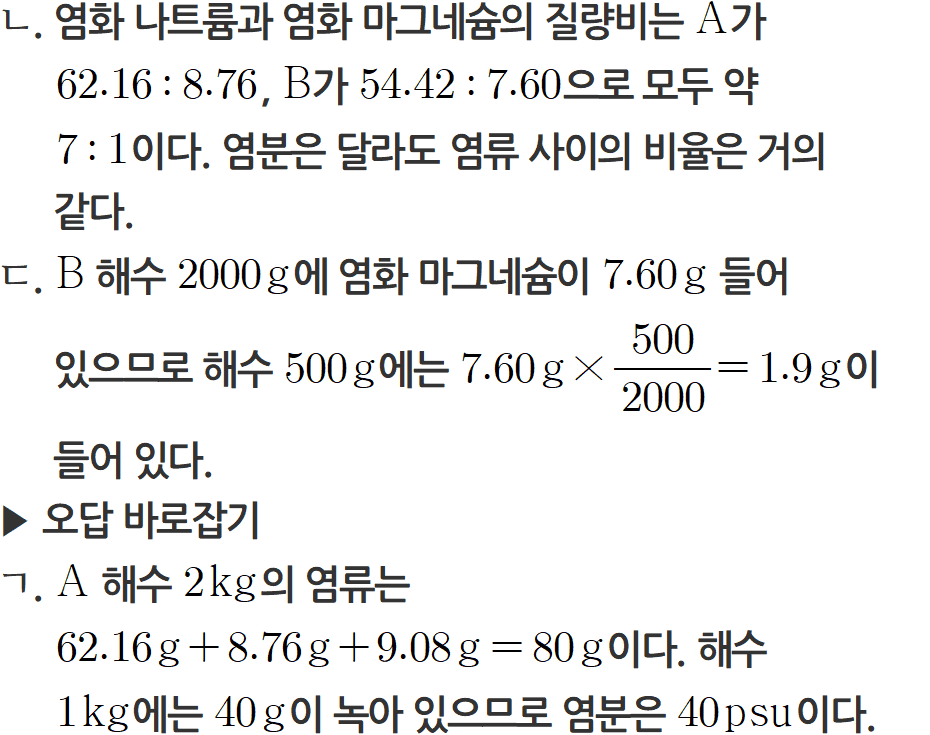 ㄴ. 염화 나트륨과 염화 마그네슘의 질량비는 A가
62.16 : 8.76, B가 54.42 : 7.60으로 모두 약
7 : 1이다. 염분은 달라도 염류 사이의 비율은 거의
같다.
ㄷ. B 해수 2000 g에 염화 마그네슘이 7.60 g 들어
있으므로 해수 500 g에는 7.60 g × 500/2000 = 1.9 g이
들어 있다.
▶ 오답 바로잡기
ㄱ. A 해수 2 kg의 염류는
62.16 g + 8.76 g + 9.08 g = 80 g이다. 해수
1 kg에는 40 g이 녹아 있으므로 염분은 40 psu이다.